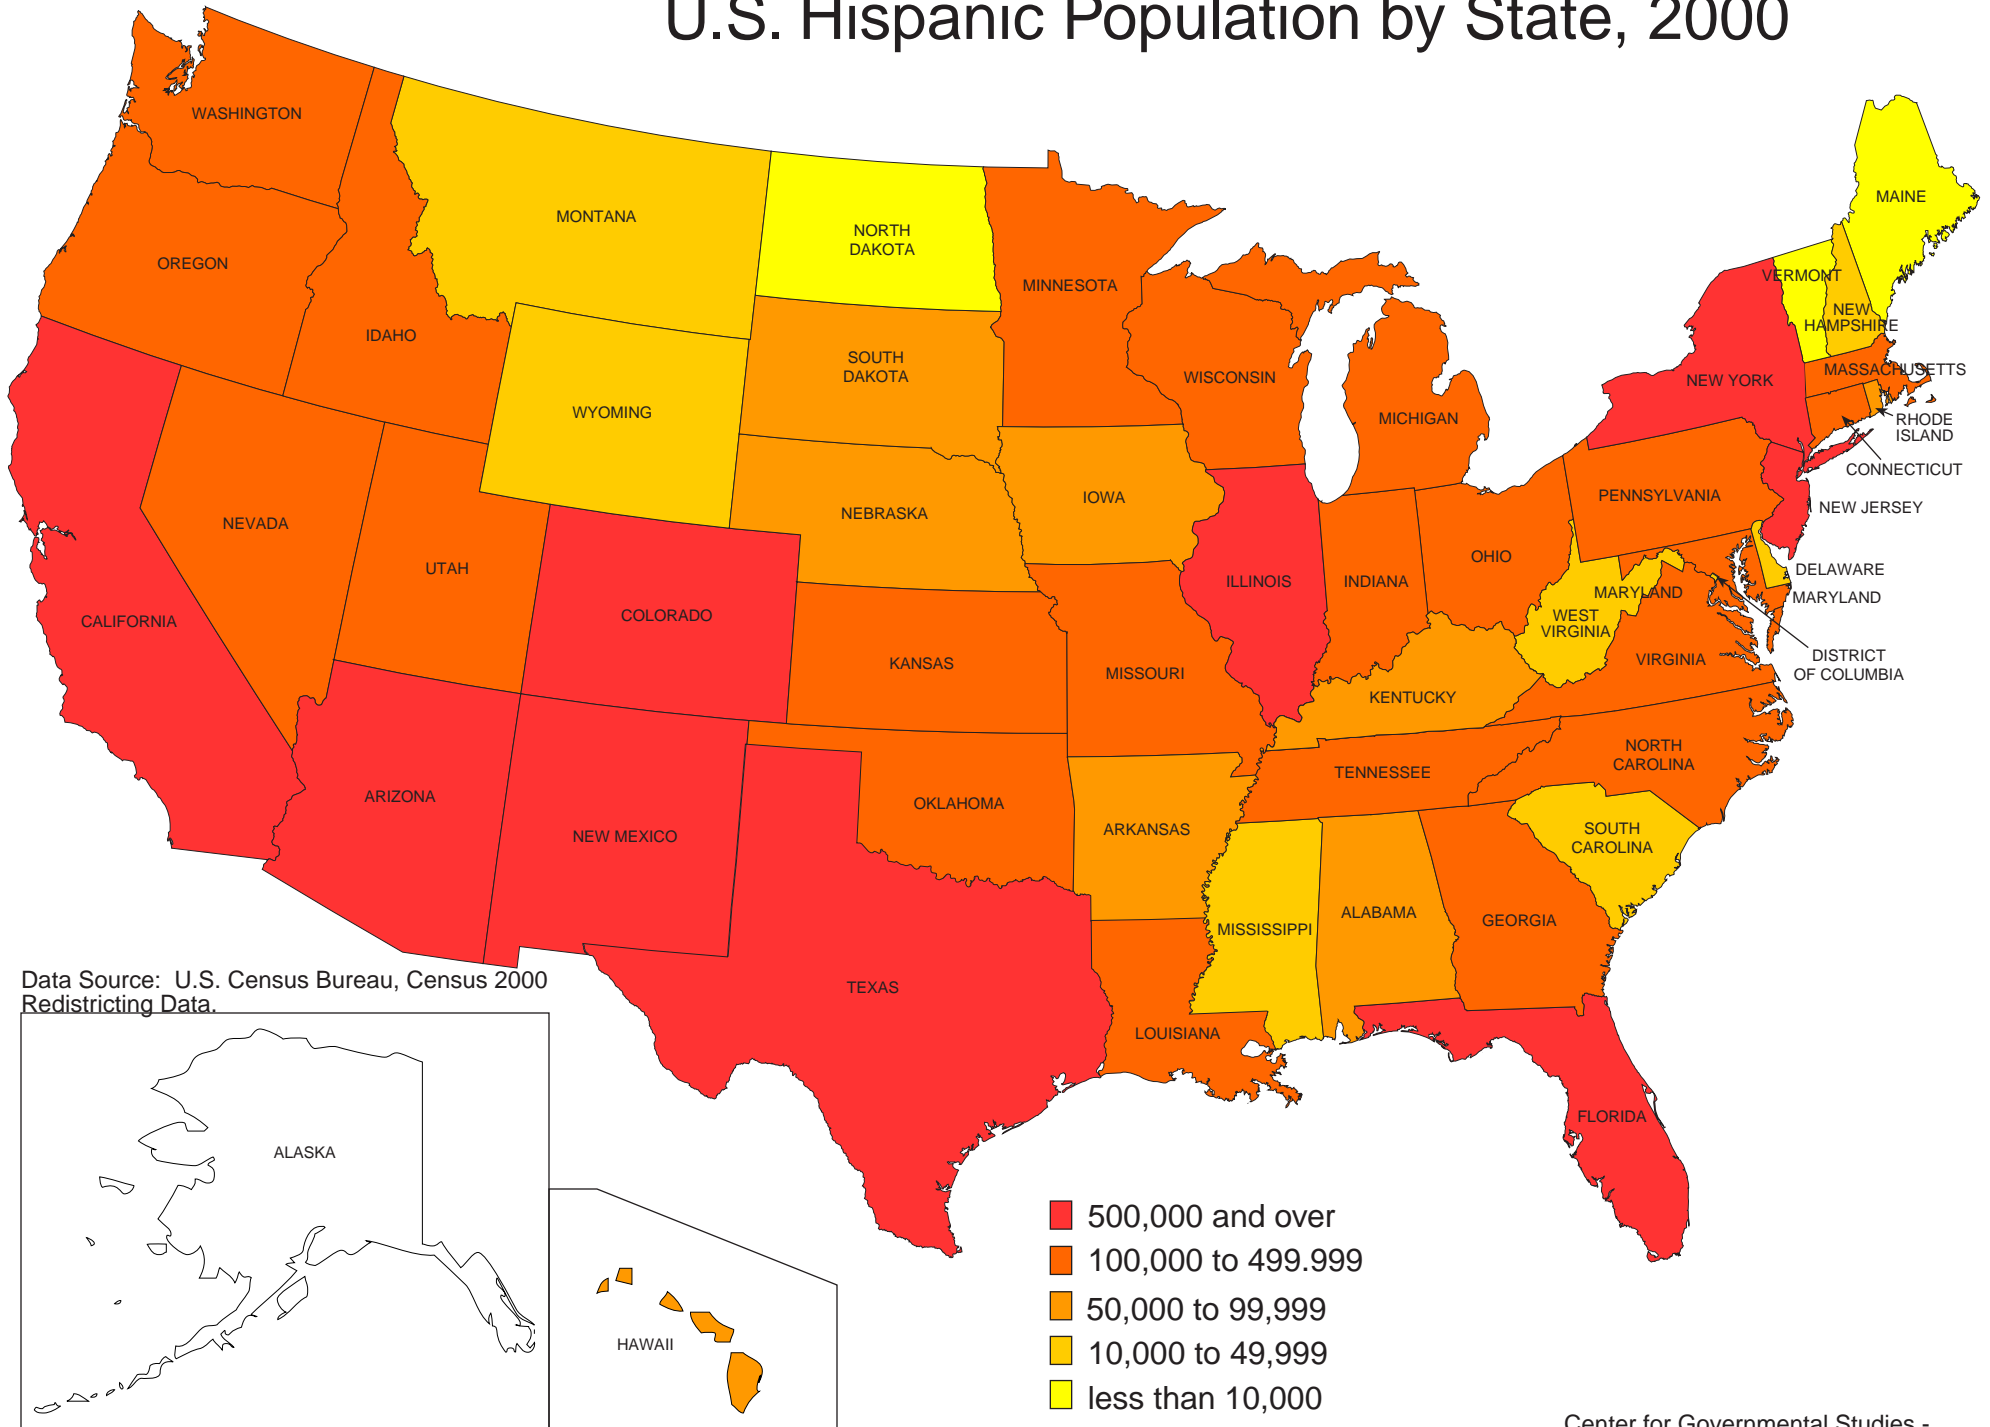 U.S. Hispanic Population by State, 2000
WASHINGTON
MONTANA
NORTH
DAKOTA
MINNESOTA
MAINE
OREGON
IDAHO
VERMONT
NEW
HAMPSHIRE
SOUTH
DAKOTA
WISCONSIN
MICHIGAN
NEW YORK
MASSACHUSETTS
WYOMING
RHODE
ISLAND
CONNECTICUT
NEVADA
NEBRASKA
IOWA
PENNSYLVANIA
NEW JERSEY
UTAH
COLORADO
ILLINOIS
INDIANA
OHIO
DELAWARE
MARYLAND
MARYLAND
WEST
VIRGINIA
CALIFORNIA
KANSAS
MISSOURI
VIRGINIA
DISTRICT
OF COLUMBIA
KENTUCKY
ARIZONA
NEW MEXICO
OKLAHOMA
TENNESSEE
NORTH
CAROLINA
ARKANSAS
SOUTH
CAROLINA
MISSISSIPPI
ALABAMA
GEORGIA
TEXAS
LOUISIANA
FLORIDA
Data Source:  U.S. Census Bureau, Census 2000
Redistricting Data.
ALASKA
HAWAII
500,000 and over
100,000 to 499.999
50,000 to 99,999
10,000 to 49,999
less than 10,000
Center for Governmental Studies -